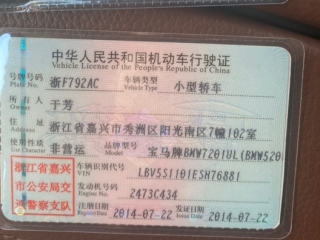 中华人民共和国机动车行驶证
Vehicle License of the People's Republic of China
号牌号码 浙F792AC 车辆类型 小型轿车
Plate No. Vehicle Type
所有人 于芳
Owner
住址 浙江省嘉兴市秀洲区阳光南区7幢102室
Address
使用性质 非营运 品牌型号 宝马牌BMW7201UL(BMW520
浙江省嘉兴
市公安局交
通警察支队
车辆识别代号 LBV5S1101ESH76881
VIN
发动机号码 2473C434
Engine No.
注册日期 2014-07-22 发证日期 2014-07-22
Register Date Issue Date